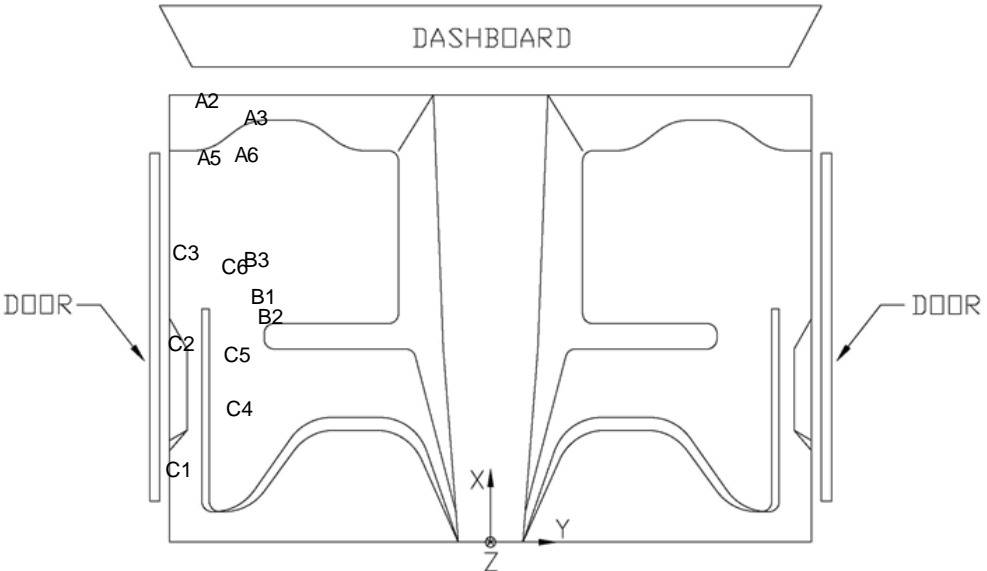 DASHBOARD
A2
A3
A5 A6
C3
C6 B3
B1
DOOR DOOR
B2
C2
C5
C4
C1
X
Y
Z